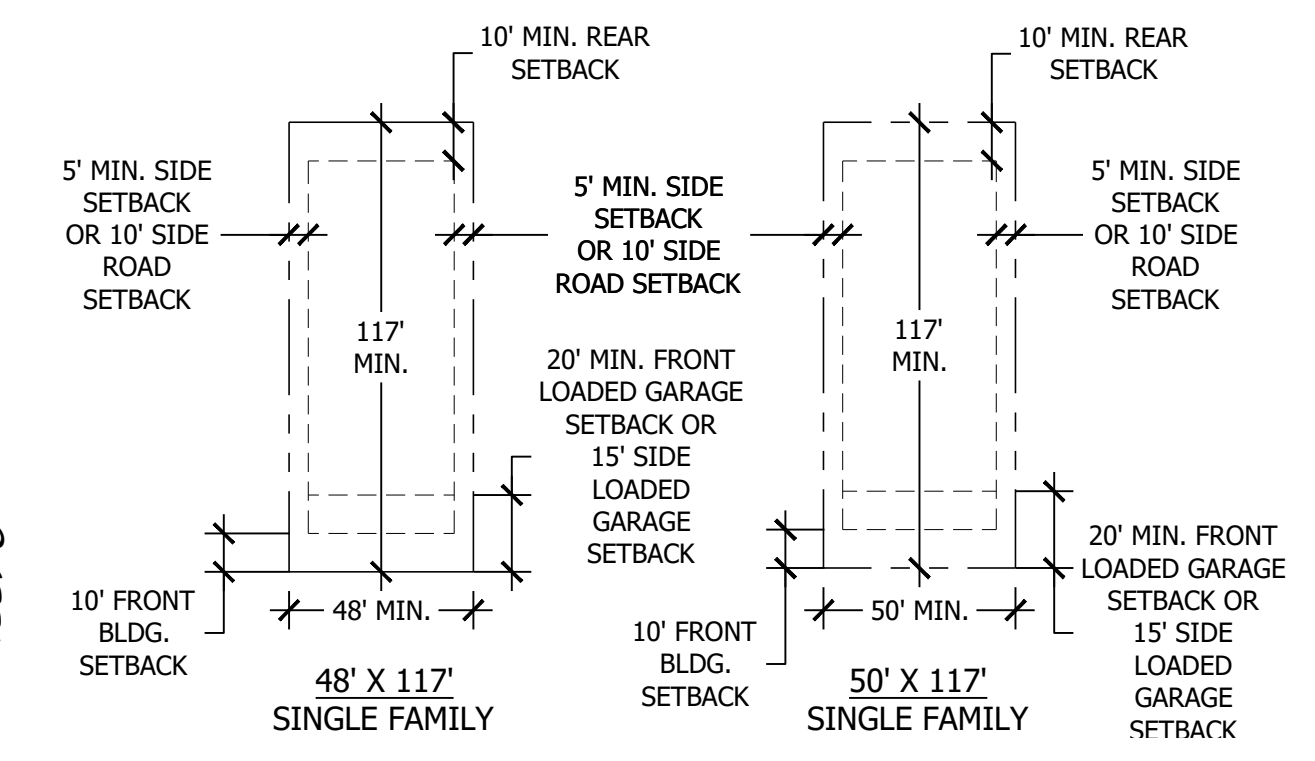 10' MIN. REAR
SETBACK
5' MIN. SIDE
SETBACK
OR 10' SIDE
ROAD
SETBACK
117'
MIN.
5' MIN. SIDE
SETBACK
OR 10' SIDE
ROAD SETBACK
20' MIN. FRONT
LOADED GARAGE
SETBACK OR
15' SIDE
LOADED
GARAGE
SETBACK
10' FRONT
BLDG.
SETBACK
48' MIN.
48' X 117'
SINGLE FAMILY
10' MIN. REAR
SETBACK
5' MIN. SIDE
SETBACK
OR 10' SIDE
ROAD
SETBACK
117'
MIN.
20' MIN. FRONT
LOADED GARAGE
SETBACK OR
15' SIDE
LOADED
GARAGE
SETBACK
10' FRONT
BLDG.
SETBACK
50' MIN.
50' X 117'
SINGLE FAMILY